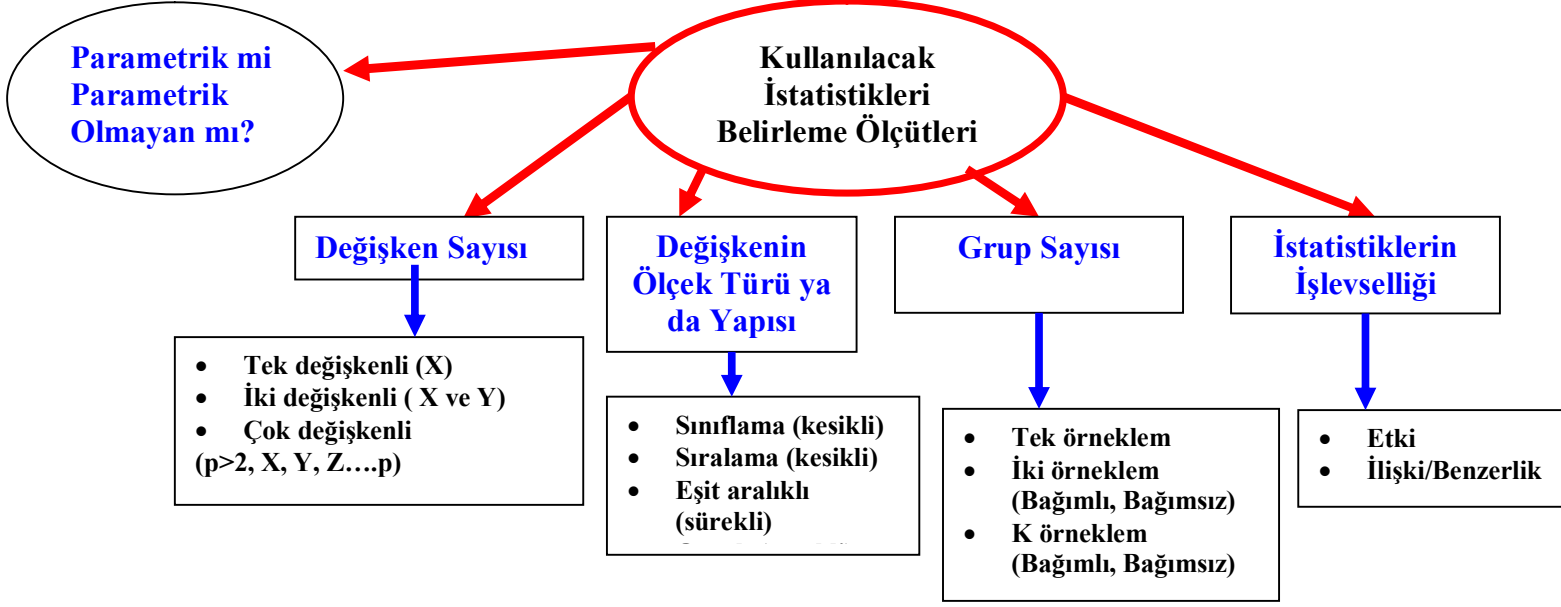 Parametrik mi
Parametrik
Olmayan mı?
Kullanılacak
İstatistikleri
Belirleme Ölçütleri
Değişken Sayısı
Değişkenin
Ölçek Türü ya
da Yapısı
Grup Sayısı
İstatistiklerin
İşlevselliği
• Tek değişkenli (X)
• İki değişkenli ( X ve Y)
• Çok değişkenli
(p>2, X, Y, Z….p)
• Sınıflama (kesikli)
• Sıralama (kesikli)
• Eşit aralıklı
(sürekli)
• Tek örneklem
• İki örneklem
(Bağımlı, Bağımsız)
• K örneklem
(Bağımlı, Bağımsız)
• Etki
• İlişki/Benzerlik